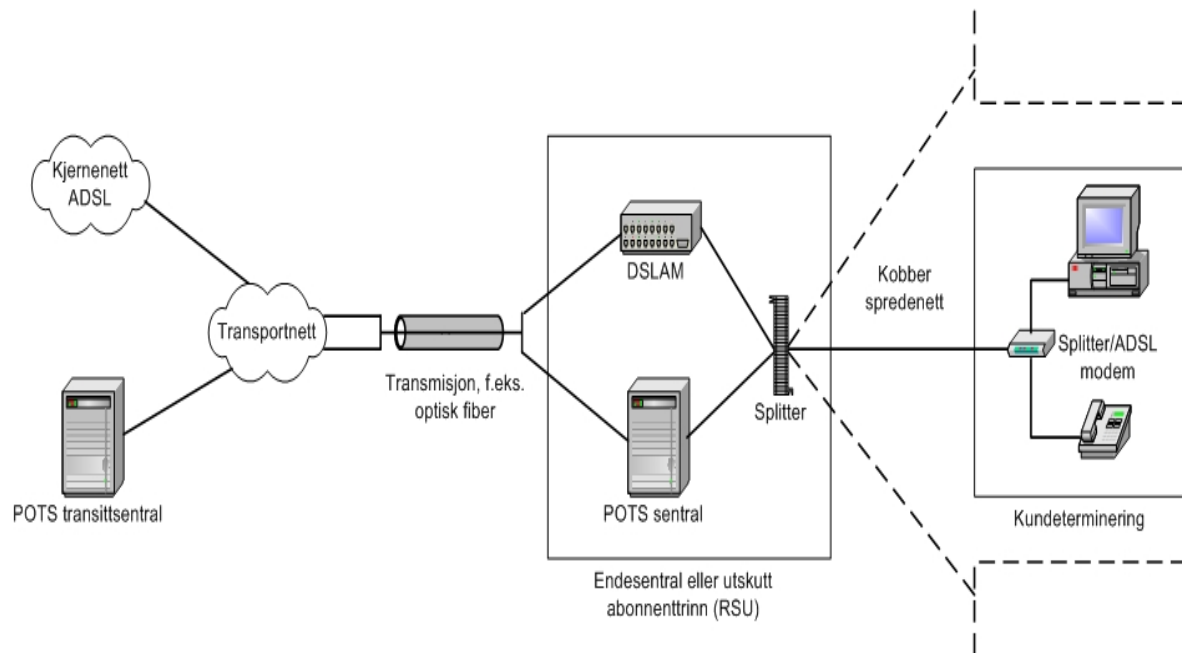 Kjernenett
ADSL
Transportnett
POTS transittsentral
Transmisjon, f.eks.
optisk fiber
DSLAM
POTS sentral
Splitter
Endesentral eller utskutt
abonnenttrinn (RSU)
Kobber
spredenett
Splitter/ADSL
modem
Kundeterminering